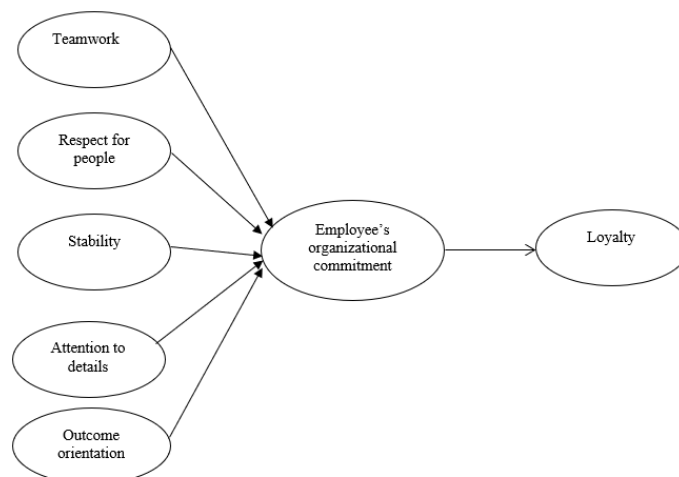 Teamwork
Respect for
people
Stability
Attention to
details
Outcome
orientation
Employee’s
organizational
commitment
Loyalty